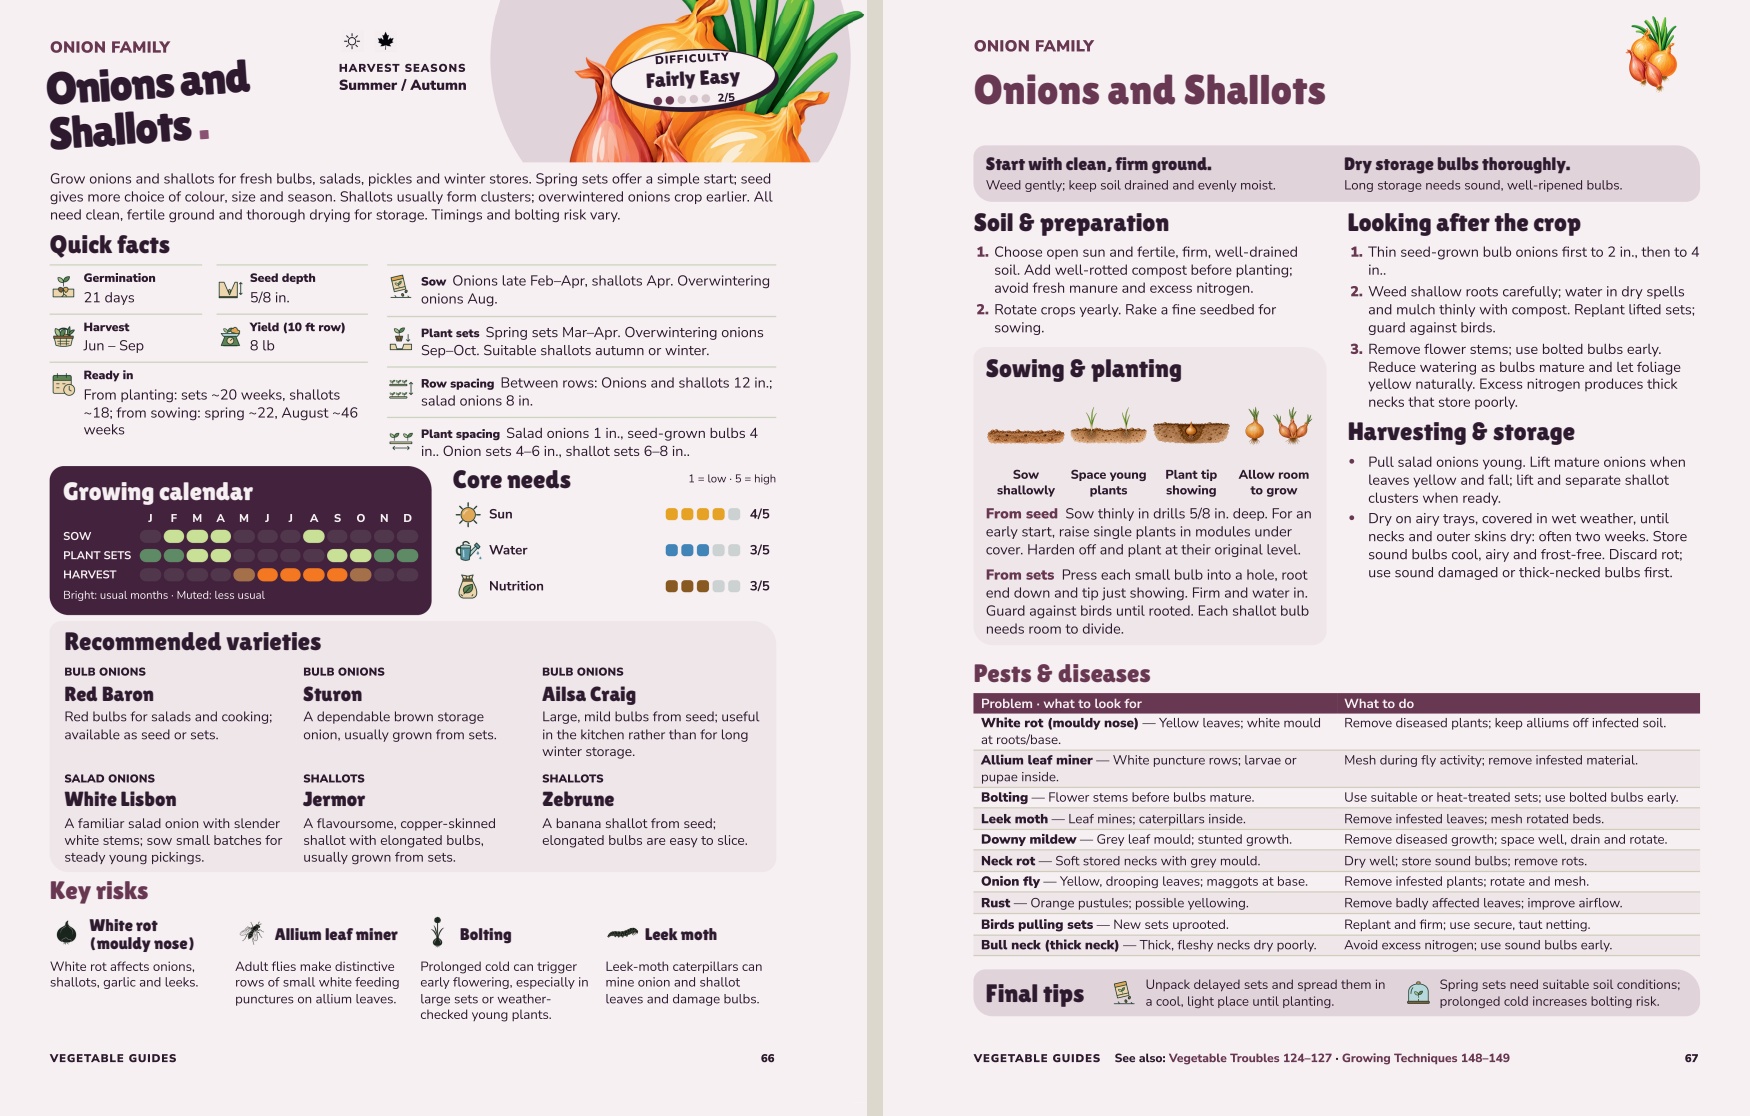 ONION FAMILY
Onions and
Shallots.
HARVEST SEASONS
Summer / Autumn
DIFFICULTY
Fairly Easy
2/5
Grow onions and shallots for fresh bulbs, salads, pickles and winter stores. Spring sets offer a simple start; seed
gives more choice of colour, size and season. Shallots usually form clusters; overwintered onions crop earlier. All
need clean, fertile ground and thorough drying for storage. Timings and bolting risk vary.
Quick facts
Germination
21 days
Seed depth
5/8 in.
Harvest
Jun – Sep
Yield (10 ft row)
8 lb
Ready in
From planting: sets ~20 weeks, shallots
~18; from sowing: spring ~22, August ~46
weeks
Sow Onions late Feb–Apr, shallots Apr. Overwintering
onions Aug.
Plant sets Spring sets Mar–Apr. Overwintering onions
Sep–Oct. Suitable shallots autumn or winter.
Row spacing Between rows: Onions and shallots 12 in.;
salad onions 8 in.
Plant spacing Salad onions 1 in., seed-grown bulbs 4
in.. Onion sets 4–6 in., shallot sets 6–8 in..
Growing calendar
J F M A M J J A S O N D
SOW
PLANT SETS
HARVEST
Bright: usual months · Muted: less usual
Core needs
1 = low · 5 = high
Sun 4/5
Water 3/5
Nutrition 3/5
Recommended varieties
BULB ONIONS
Red Baron
Red bulbs for salads and cooking;
available as seed or sets.
BULB ONIONS
Sturon
A dependable brown storage
onion, usually grown from sets.
BULB ONIONS
Ailsa Craig
Large, mild bulbs from seed; useful
in the kitchen rather than for long
winter storage.
SALAD ONIONS
White Lisbon
A familiar salad onion with slender
white stems; sow small batches for
steady young pickings.
SHALLOTS
Jermor
A flavoursome, copper-skinned
shallot with elongated bulbs,
usually grown from sets.
SHALLOTS
Zebrune
A banana shallot from seed;
elongated bulbs are easy to slice.
Key risks
White rot
(mouldy nose)
White rot affects onions,
shallots, garlic and leeks.
Allium leaf miner
Adult flies make distinctive
rows of small white feeding
punctures on allium leaves.
Bolting
Prolonged cold can trigger
early flowering, especially in
large sets or weather-
checked young plants.
Leek moth
Leek-moth caterpillars can
mine onion and shallot
leaves and damage bulbs.
VEGETABLE GUIDES
66
ONION FAMILY
Onions and Shallots
Start with clean, firm ground.
Weed gently; keep soil drained and evenly moist.
Dry storage bulbs thoroughly.
Long storage needs sound, well-ripened bulbs.
Soil & preparation
1. Choose open sun and fertile, firm, well-drained
soil. Add well-rotted compost before planting;
avoid fresh manure and excess nitrogen.
2. Rotate crops yearly. Rake a fine seedbed for
sowing.
Sowing & planting
Sow
shallowly
Space young
plants
Plant tip
showing
Allow room
to grow
From seed Sow thinly in drills 5/8 in. deep. For an
early start, raise single plants in modules under
cover. Harden off and plant at their original level.
From sets Press each small bulb into a hole, root
end down and tip just showing. Firm and water in.
Guard against birds until rooted. Each shallot bulb
needs room to divide.
Looking after the crop
1. Thin seed-grown bulb onions first to 2 in., then to 4
in..
2. Weed shallow roots carefully; water in dry spells
and mulch thinly with compost. Replant lifted sets;
guard against birds.
3. Remove flower stems; use bolted bulbs early.
Reduce watering as bulbs mature and let foliage
yellow naturally. Excess nitrogen produces thick
necks that store poorly.
Harvesting & storage
• Pull salad onions young. Lift mature onions when
leaves yellow and fall; lift and separate shallot
clusters when ready.
• Dry on airy trays, covered in wet weather, until
necks and outer skins dry: often two weeks. Store
sound bulbs cool, airy and frost-free. Discard rot;
use sound damaged or thick-necked bulbs first.
Pests & diseases
Problem · what to look for What to do
White rot (mouldy nose) — Yellow leaves; white mould
at roots/base.
Remove diseased plants; keep alliums off infected soil.
Allium leaf miner — White puncture rows; larvae or
pupae inside.
Mesh during fly activity; remove infested material.
Bolting — Flower stems before bulbs mature. Use suitable or heat-treated sets; use bolted bulbs early.
Leek moth — Leaf mines; caterpillars inside. Remove infested leaves; mesh rotated beds.
Downy mildew — Grey leaf mould; stunted growth. Remove diseased growth; space well, drain and rotate.
Neck rot — Soft stored necks with grey mould. Dry well; store sound bulbs; remove rots.
Onion fly — Yellow, drooping leaves; maggots at base. Remove infested plants; rotate and mesh.
Rust — Orange pustules; possible yellowing. Remove badly affected leaves; improve airflow.
Birds pulling sets — New sets uprooted. Replant and firm; use secure, taut netting.
Bull neck (thick neck) — Thick, fleshy necks dry poorly. Avoid excess nitrogen; use sound bulbs early.
Final tips
Unpack delayed sets and spread them in
a cool, light place until planting.
Spring sets need suitable soil conditions;
prolonged cold increases bolting risk.
VEGETABLE GUIDES See also: Vegetable Troubles 124–127 · Growing Techniques 148–149
67